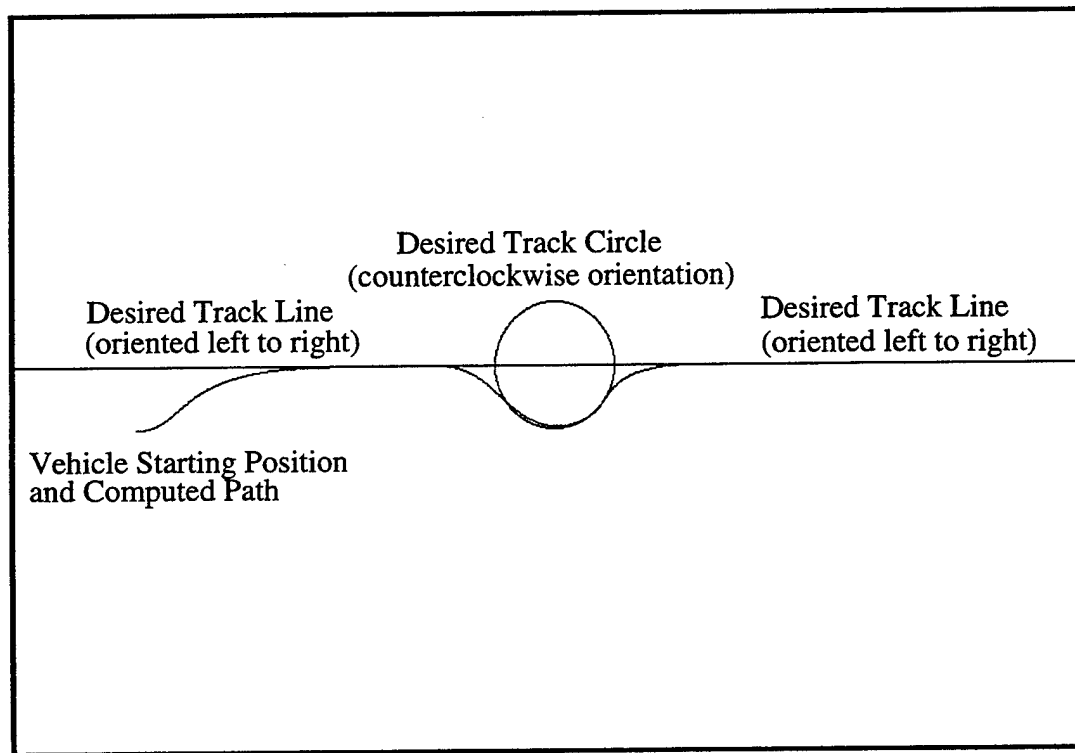 Desired Track Circle
(counterclockwise orientation)
Desired Track Line
(oriented left to right)
Desired Track Line
(oriented left to right)
Vehicle Starting Position
and Computed Path